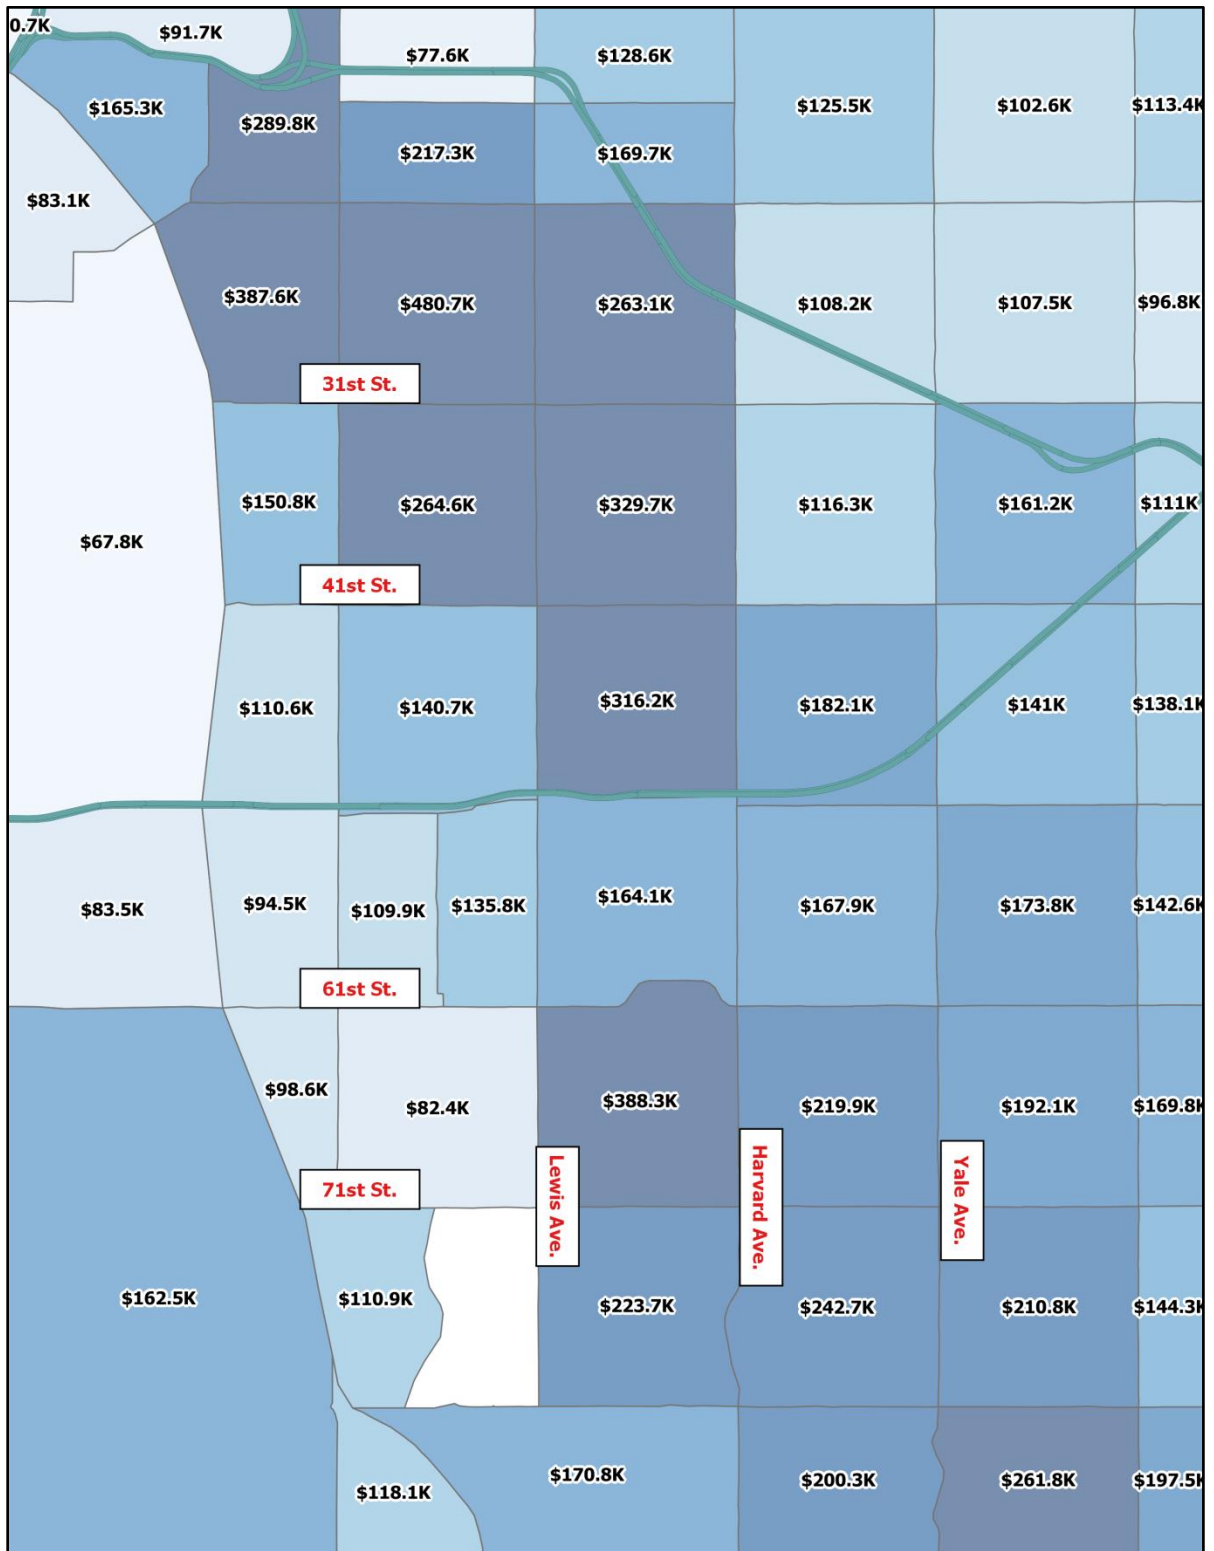 0.7K
$91.7K
$77.6K
$128.6K
$165.3K
$289.8K
$125.5K
$102.6K
$113.4K
$217.3K
$169.7K
$83.1K
$387.6K
$480.7K
$263.1K
$108.2K
$107.5K
$96.8K
31st St.
$150.8K
$264.6K
$329.7K
$116.3K
$161.2K
$111K
$67.8K
41st St.
$110.6K
$140.7K
$316.2K
$182.1K
$141K
$138.1K
$83.5K
$94.5K
$109.9K
$135.8K
$164.1K
$167.9K
$173.8K
$142.6K
61st St.
$98.6K
$82.4K
$388.3K
$219.9K
$192.1K
$169.8K
71st St.
Lewis Ave.
Harvard Ave.
Yale Ave.
$162.5K
$110.9K
$223.7K
$242.7K
$210.8K
$144.3K
$118.1K
$170.8K
$200.3K
$261.8K
$197.5K